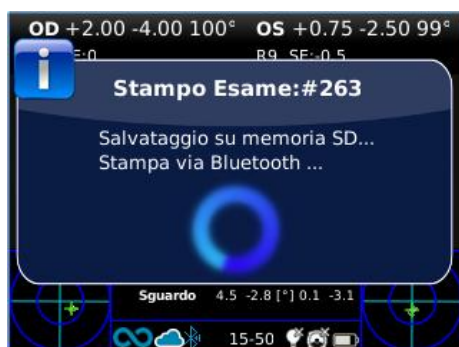 OD +2.00 -4.00 100° OS +0.75 -2.50 99°
E:0 R9 SE:-0.5
Stampo Esame:#263
Salvataggio su memoria SD...
Stampa via Bluetooth ...
Sguardo 4.5 -2.8 [°] 0.1 -3.1
15-50